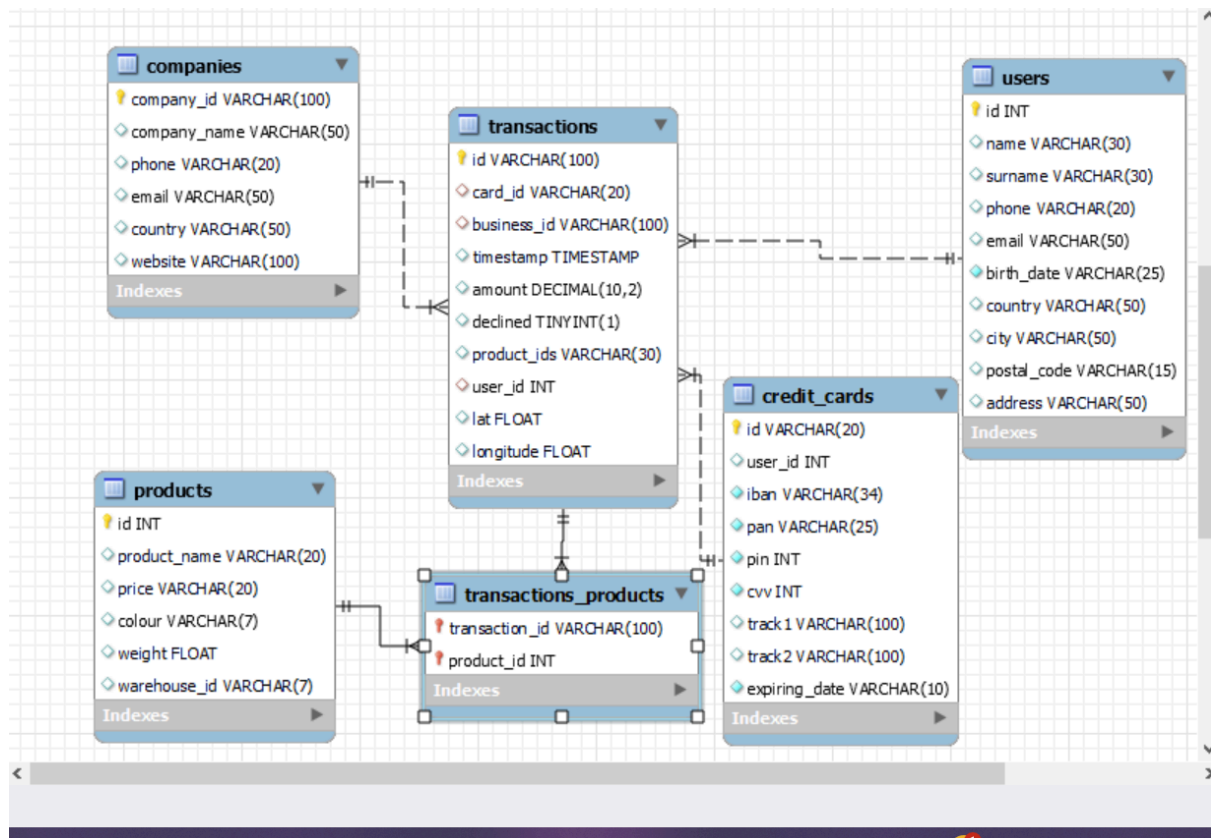 companies
company_id VARCHAR(100)
company_name VARCHAR(50)
phone VARCHAR(20)
email VARCHAR(50)
country VARCHAR(50)
website VARCHAR(100)
Indexes
transactions
id VARCHAR(100)
card_id VARCHAR(20)
business_id VARCHAR(100)
timestamp TIMESTAMP
amount DECIMAL(10,2)
declined TINYINT(1)
product_ids VARCHAR(30)
user_id INT
lat FLOAT
longitude FLOAT
Indexes
users
id INT
name VARCHAR(30)
surname VARCHAR(30)
phone VARCHAR(20)
email VARCHAR(50)
birth_date VARCHAR(25)
country VARCHAR(50)
city VARCHAR(50)
postal_code VARCHAR(15)
address VARCHAR(50)
Indexes
credit_cards
id VARCHAR(20)
user_id INT
iban VARCHAR(34)
pan VARCHAR(25)
pin INT
cvv INT
track1 VARCHAR(100)
track2 VARCHAR(100)
expiring_date VARCHAR(10)
Indexes
products
id INT
product_name VARCHAR(20)
price VARCHAR(20)
colour VARCHAR(7)
weight FLOAT
warehouse_id VARCHAR(7)
Indexes
transactions_products
transaction_id VARCHAR(100)
product_id INT
Indexes